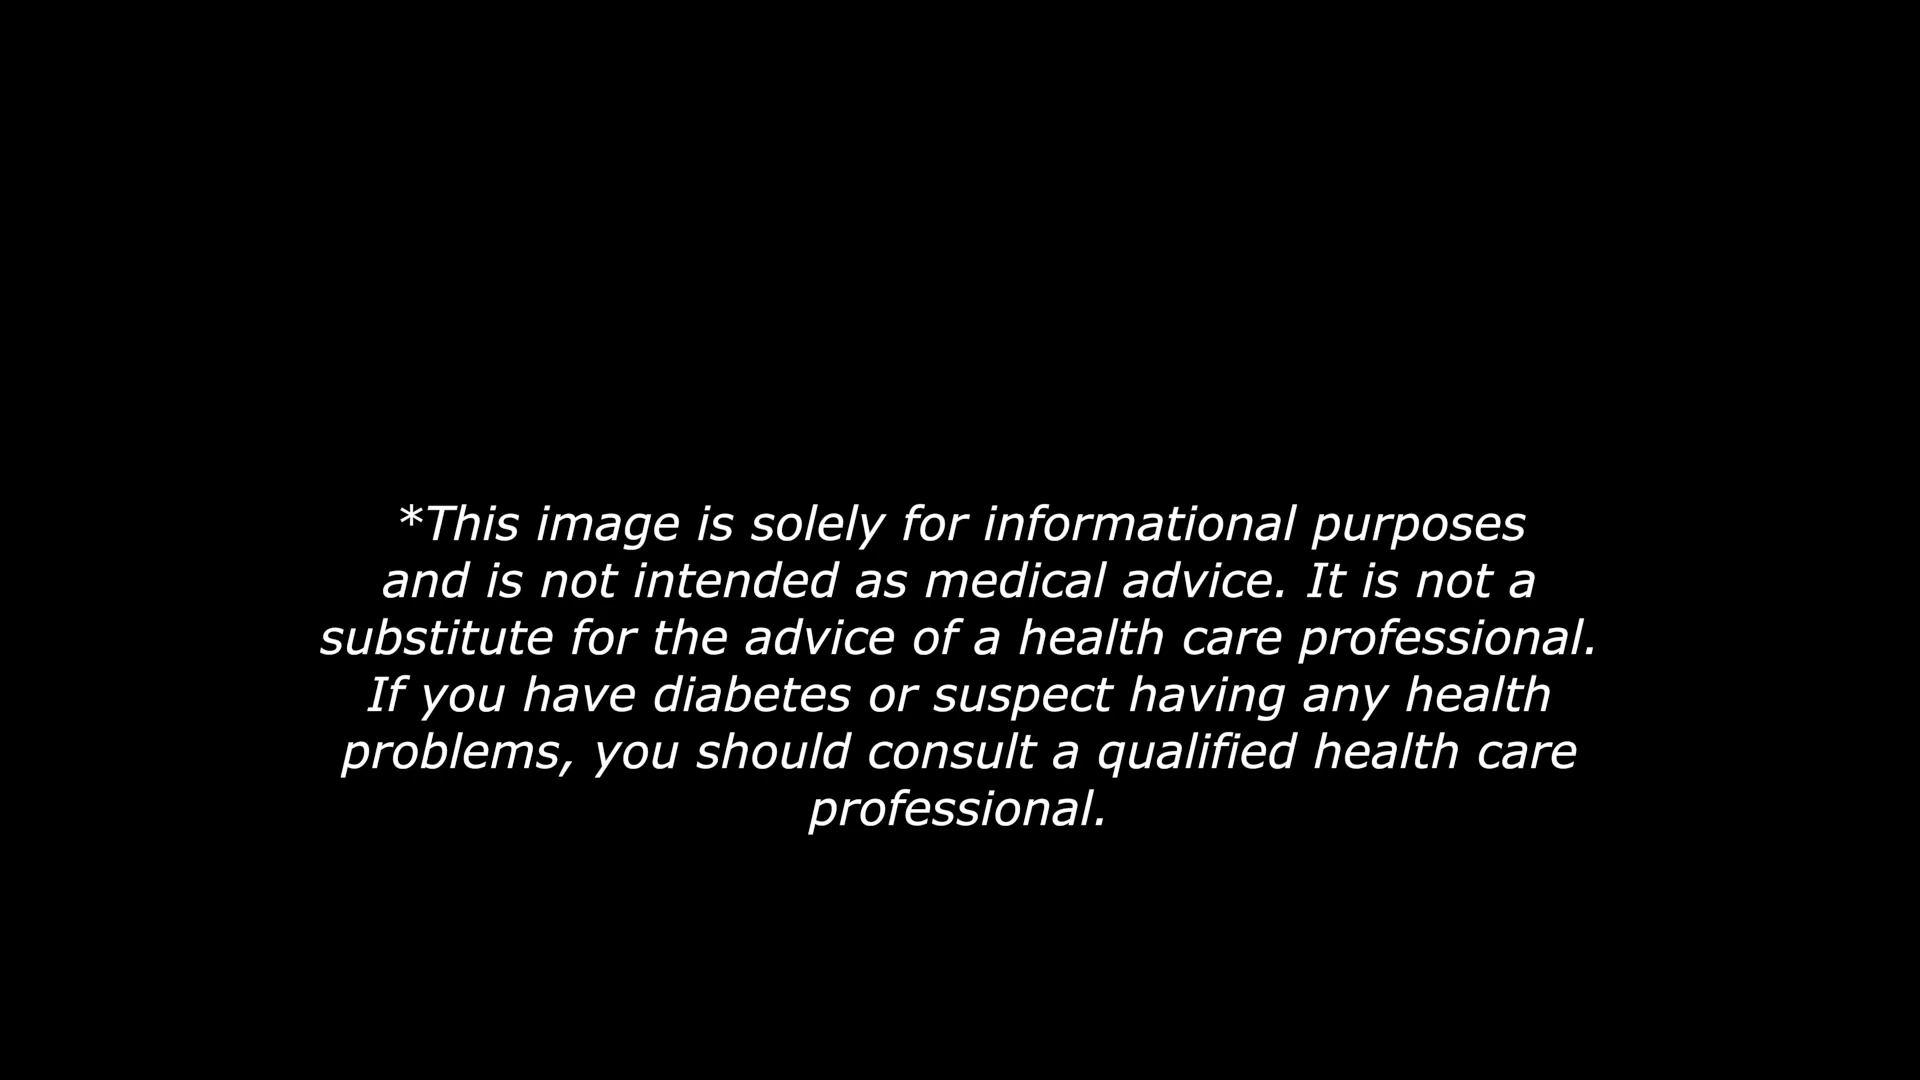 *This image is solely for informational purposes
and is not intended as medical advice. It is not a
substitute for the advice of a health care professional.
If you have diabetes or suspect having any health
problems, you should consult a qualified health care
professional.